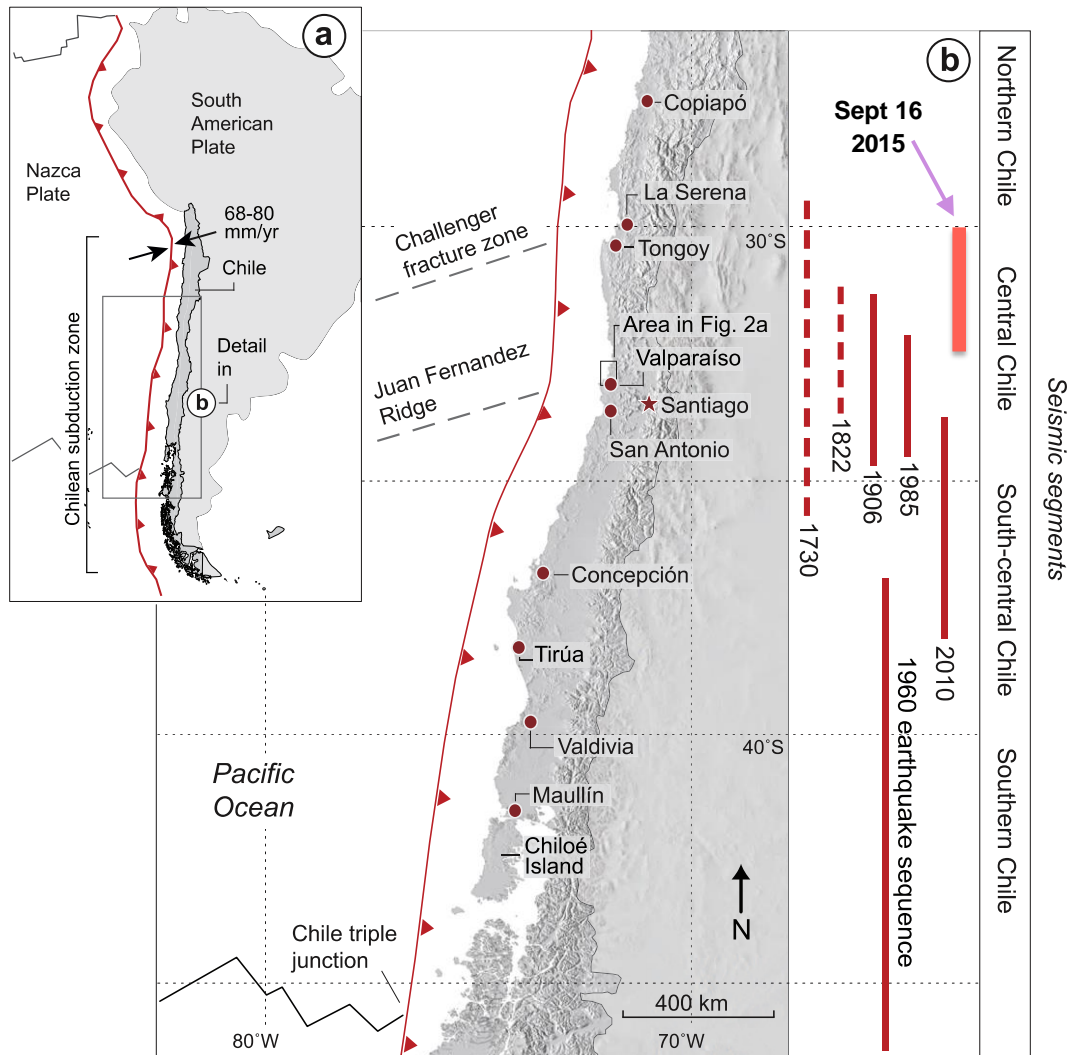 a
South
American
Plate
Nazca
Plate
68-80
mm/yr
Chile
Detail
in
b
Chilean subduction zone
b
Copiapó
La Serena
Tongoy
30˚S
Challenger
fracture zone
Area in Fig. 2a
Valparaíso
Juan Fernandez
Ridge
Santiago
San Antonio
Concepción
Tirúa
Valdivia
40˚S
Pacific
Ocean
Maullín
Chiloé
Island
N
Chile triple
junction
400 km
80˚W
70˚W
Sept 16
2015
1730
1822
1906
1985
2010
1960 earthquake sequence
Northern Chile
Central Chile
South-central Chile
Southern Chile
Seismic segments